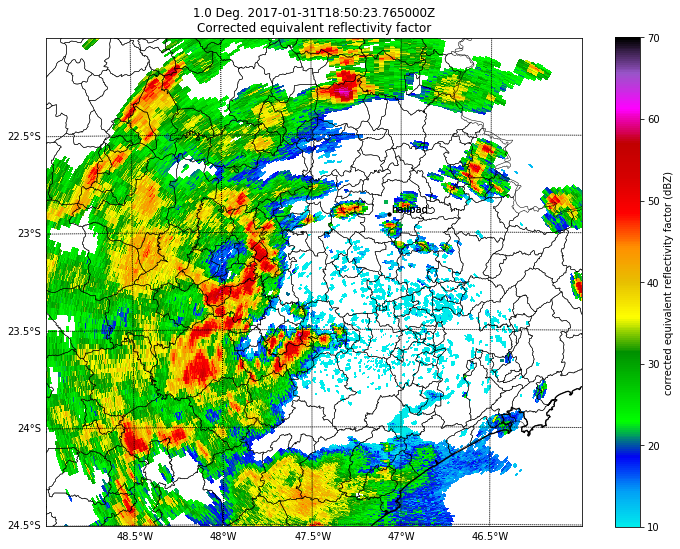 1.0 Deg. 2017-01-31T18:50:23.765000Z
Corrected equivalent reflectivity factor
22.5°S
23°S
23.5°S
24°S
24.5°S
48.5°W
48°W
47.5°W
47°W
46.5°W
70
60
50
40
30
20
10
corrected equivalent reflectivity factor (dBZ)